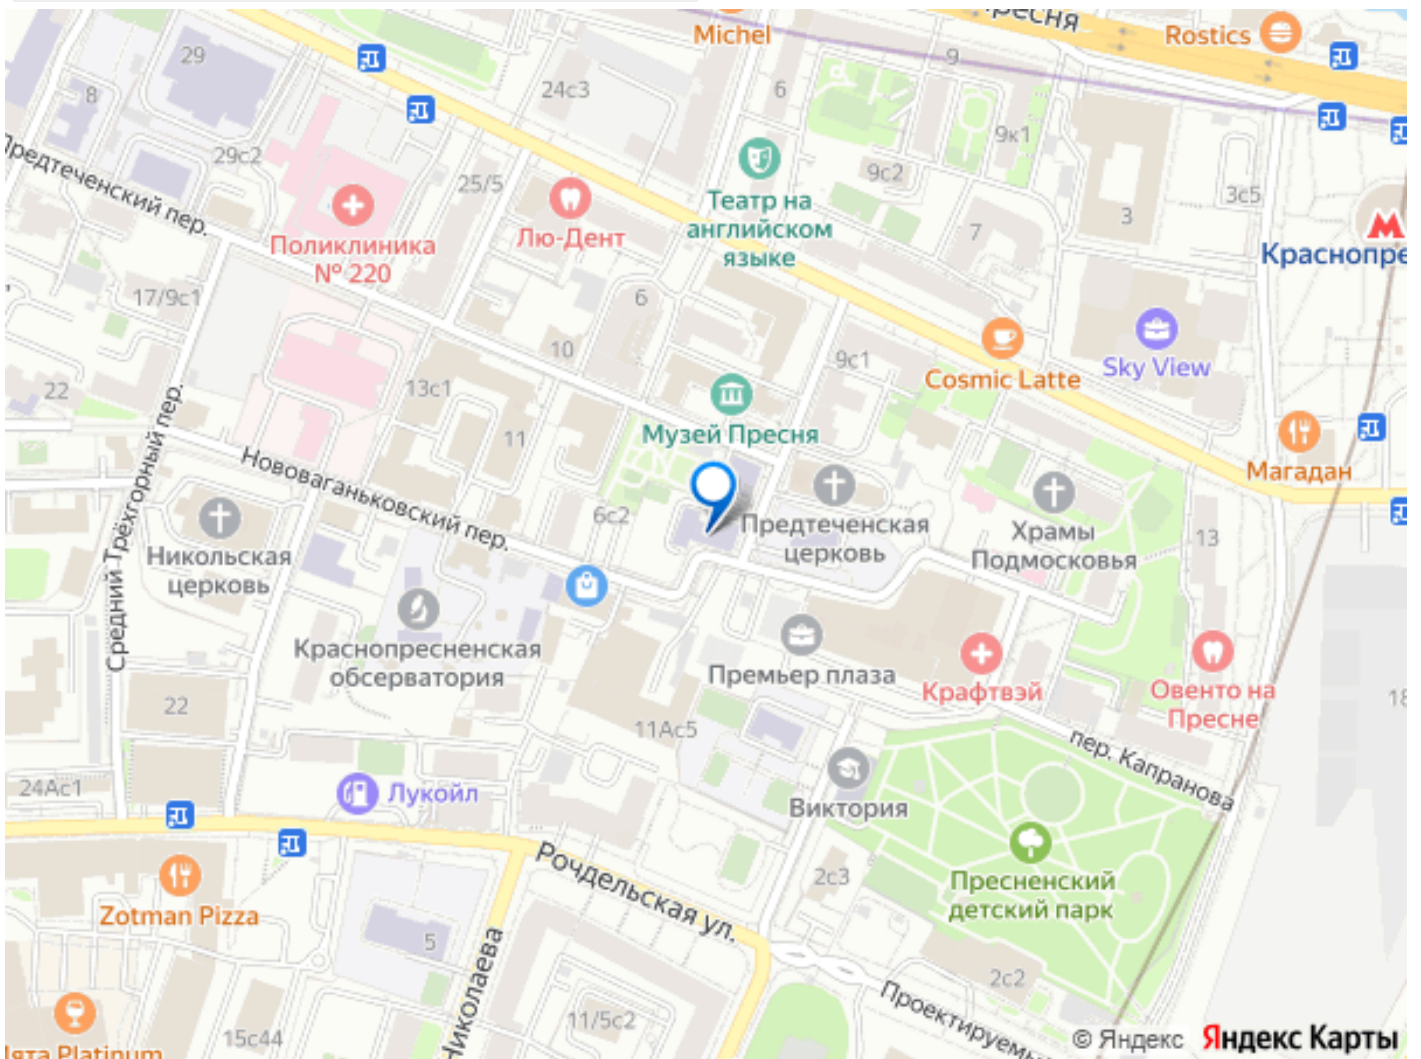 Michel
Пресня
Rostics
29
8
24с3
6
9
9к1
29с2
25/5
9с2
3с5
3
7
Предтеченский пер.
Поликлиника
№ 220
Лю-Дент
Театр на
английском
языке
Краснопре
17/9с1
6
10
9с1
Cosmic Latte
Sky View
22
13с1
11
Музей Пресня
Магадан
Нововаганьковский пер.
Средний Трёхгорный пер.
6с2
Никольская
церковь
Предтеченская
церковь
Храмы
Подмосковья
13
Краснопресненская
обсерватория
Премьер плаза
Крафтвэй
Овенто на
Пресне
18
22
11Ас5
пер. Капранова
24Ас1
Лукойл
Виктория
Рочдельская ул.
2с3
Пресненский
детский парк
Zotman Pizza
5
Николаева
2с2
11/5с2
15с44
Проектируемы
Platinum
© Яндекс Яндекс Карты